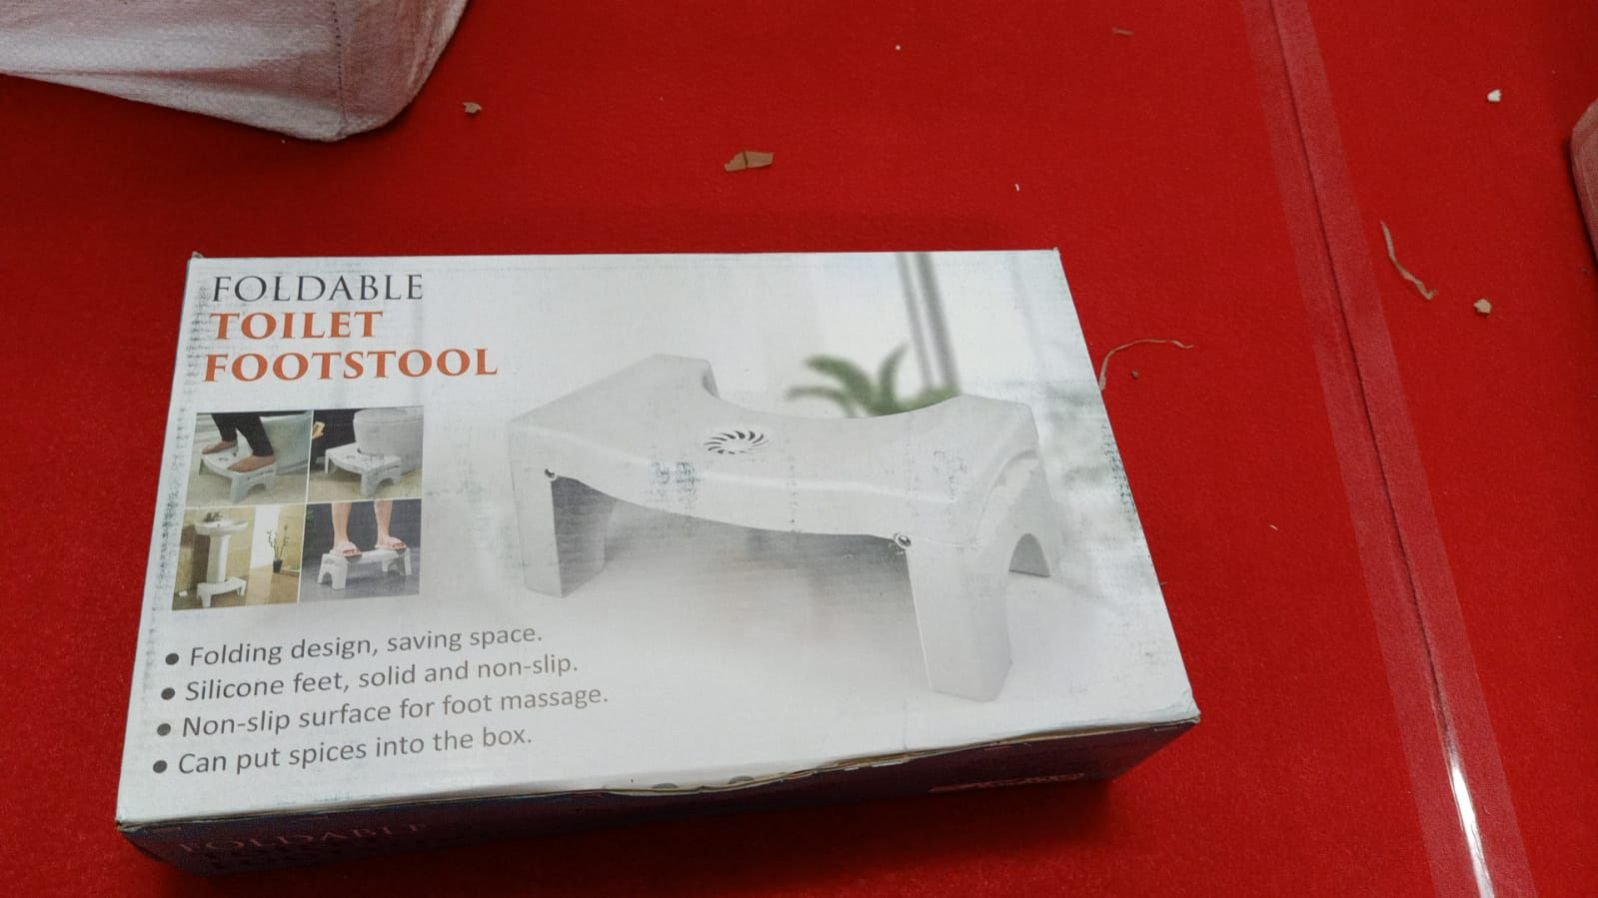 FOLDABLE
TOILET
FOOTSTOOL
● Folding design, saving space.
● Silicone feet, solid and non-slip.
● Non-slip surface for foot massage.
● Can put spices into the box.
FOLDABLE